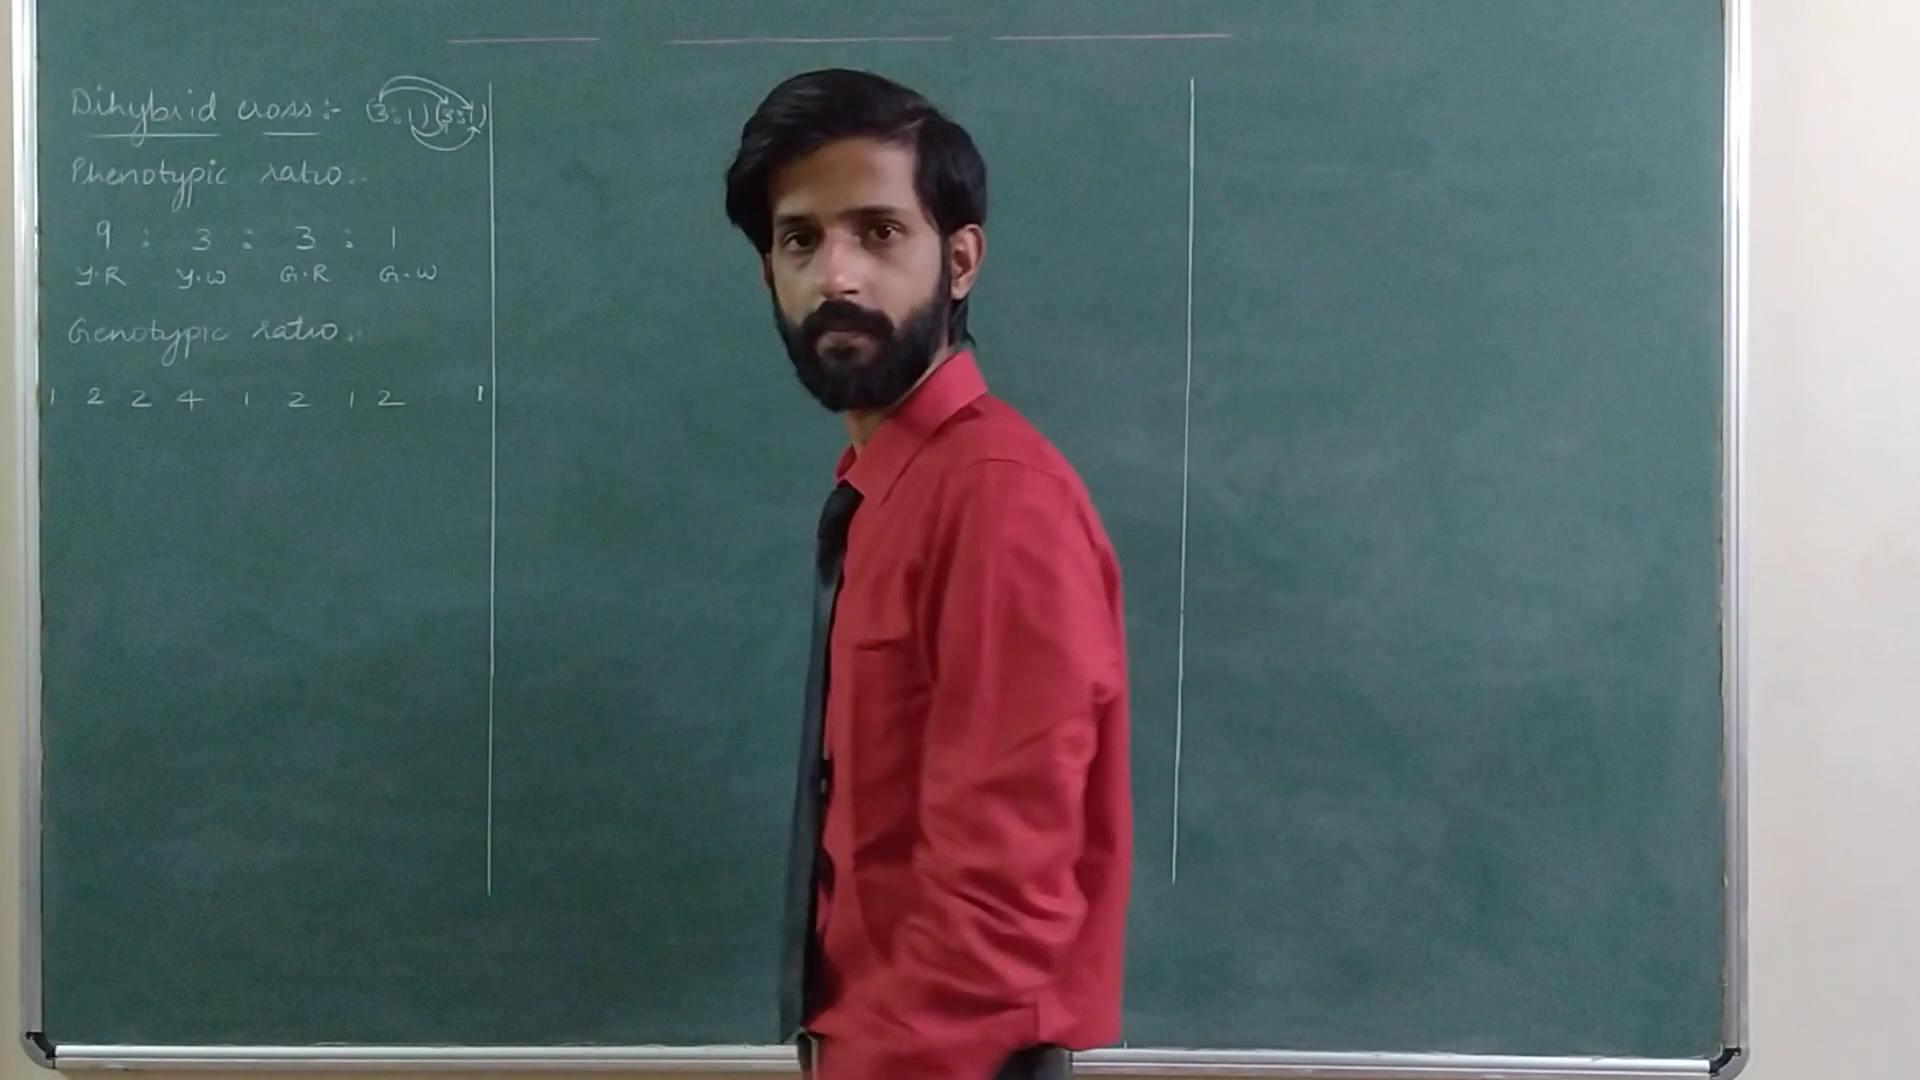 Dihybrid cross:- (3:1)(3:1)
Phenotypic ratio.-
9 : 3 : 3 : 1
Y.R Y.W G.R G.W
Genotypic ratio.-
1 2 2 4 1 2 1 2 1